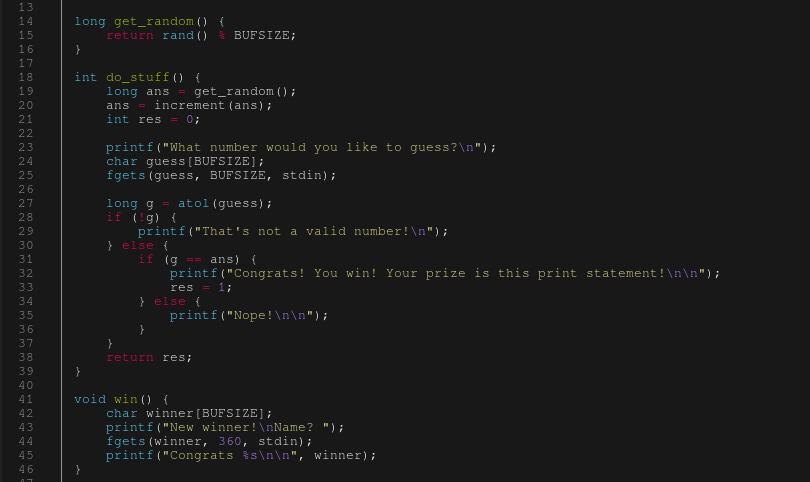 13
14 long get_random() {
15     return rand() % BUFSIZE;
16 }
17
18 int do_stuff() {
19     long ans = get_random();
20     ans = increment(ans);
21     int res = 0;
22
23     printf("What number would you like to guess?\n");
24     char guess[BUFSIZE];
25     fgets(guess, BUFSIZE, stdin);
26
27     long g = atol(guess);
28     if (!g) {
29         printf("That's not a valid number!\n");
30     } else {
31         if (g == ans) {
32             printf("Congrats! You win! Your prize is this print statement!\n\n");
33             res = 1;
34         } else {
35             printf("Nope!\n\n");
36         }
37     }
38     return res;
39 }
40
41 void win() {
42     char winner[BUFSIZE];
43     printf("New winner!\nName? ");
44     fgets(winner, 360, stdin);
45     printf("Congrats %s\n\n", winner);
46 }